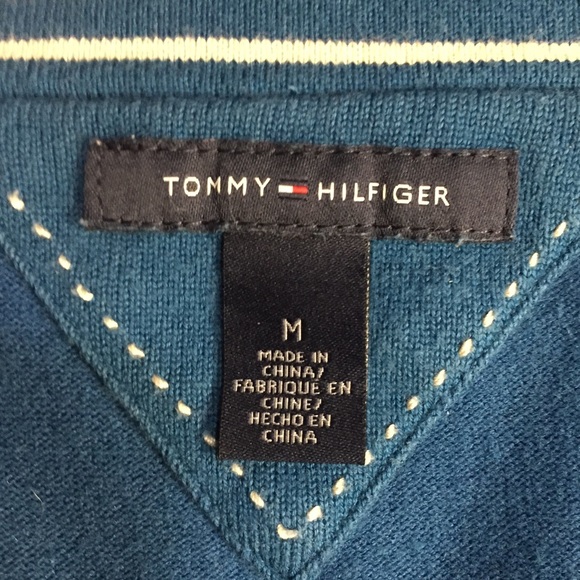 TOMMY HILFIGER
M
MADE IN
CHINA/
FABRIQUÉ EN
CHINE/
HECHO EN
CHINA